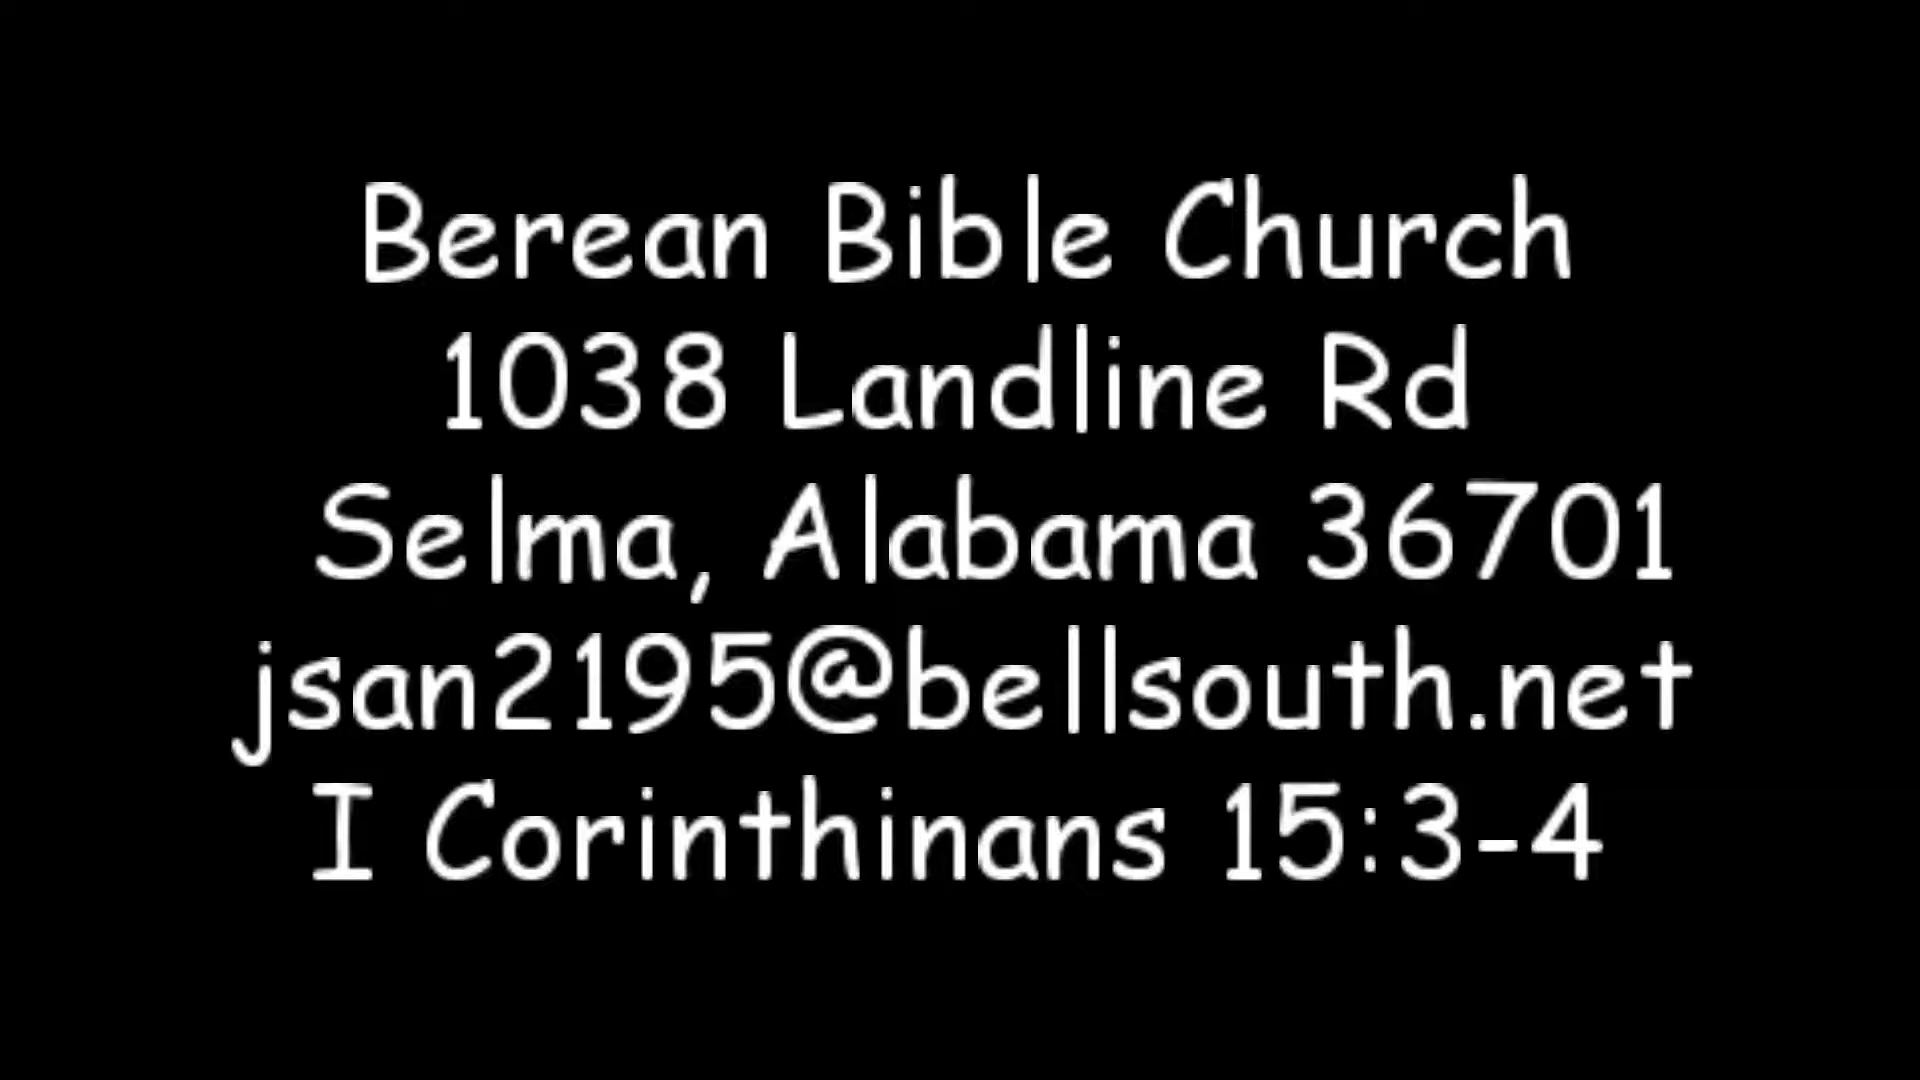 Berean Bible Church
1038 Landline Rd
Selma, Alabama 36701
jsan2195@bellsouth.net
I Corinthinans 15:3-4